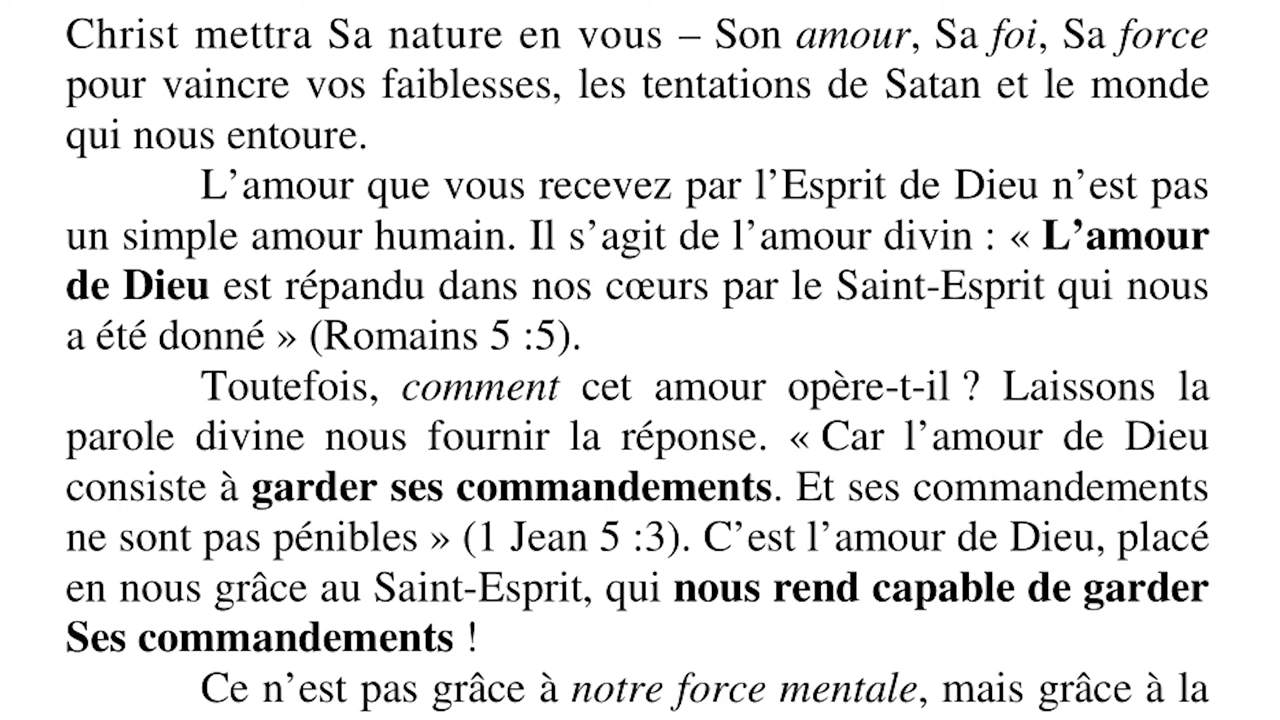 Christ mettra Sa nature en vous – Son amour, Sa foi, Sa force
pour vaincre vos faiblesses, les tentations de Satan et le monde
qui nous entoure.
L’amour que vous recevez par l’Esprit de Dieu n’est pas
un simple amour humain. Il s’agit de l’amour divin : « L’amour
de Dieu est répandu dans nos cœurs par le Saint-Esprit qui nous
a été donné » (Romains 5 :5).
Toutefois, comment cet amour opère-t-il ? Laissons la
parole divine nous fournir la réponse. « Car l’amour de Dieu
consiste à garder ses commandements. Et ses commandements
ne sont pas pénibles » (1 Jean 5 :3). C’est l’amour de Dieu, placé
en nous grâce au Saint-Esprit, qui nous rend capable de garder
Ses commandements !
Ce n’est pas grâce à notre force mentale, mais grâce à la